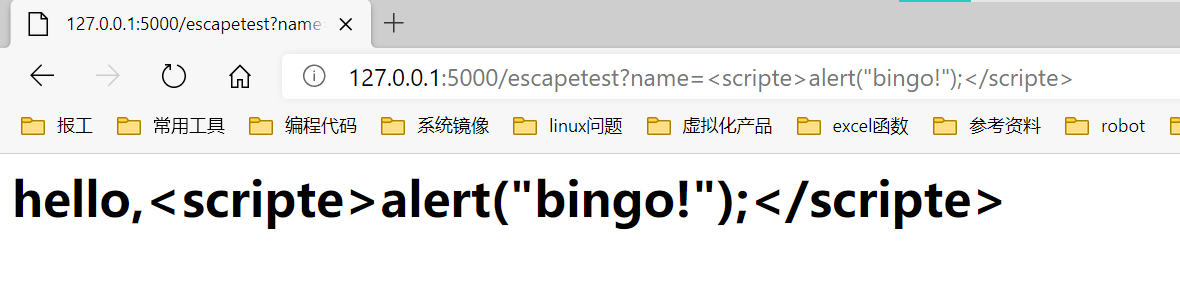 127.0.0.1:5000/escapetest?name
127.0.0.1:5000/escapetest?name=<scripte>alert("bingo!");</scripte>
报工 常用工具 编程代码 系统镜像 linux问题 虚拟化产品 excel函数 参考资料 robot
hello,<scripte>alert("bingo!");</scripte>